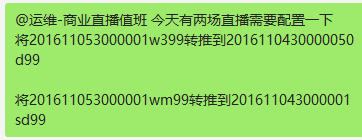 @运维-商业直播值班 今天有两场直播需要配置一下
将201611053000001w399转推到2016110430000050
d99
将201611053000001wm99转推到201611043000001
sd99